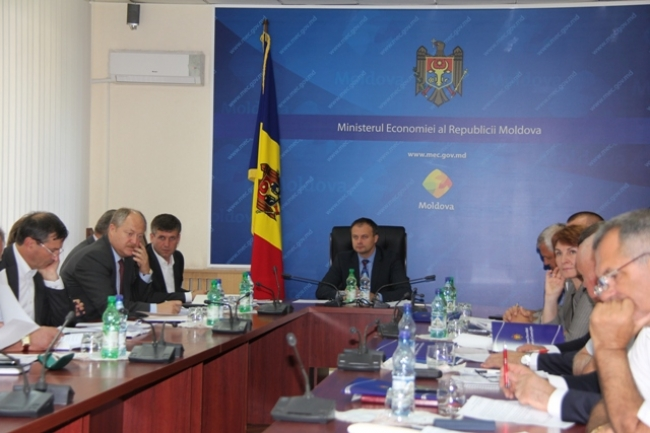 Ministerul Economiei al Republicii Moldova
www.mec.gov.md
Moldova